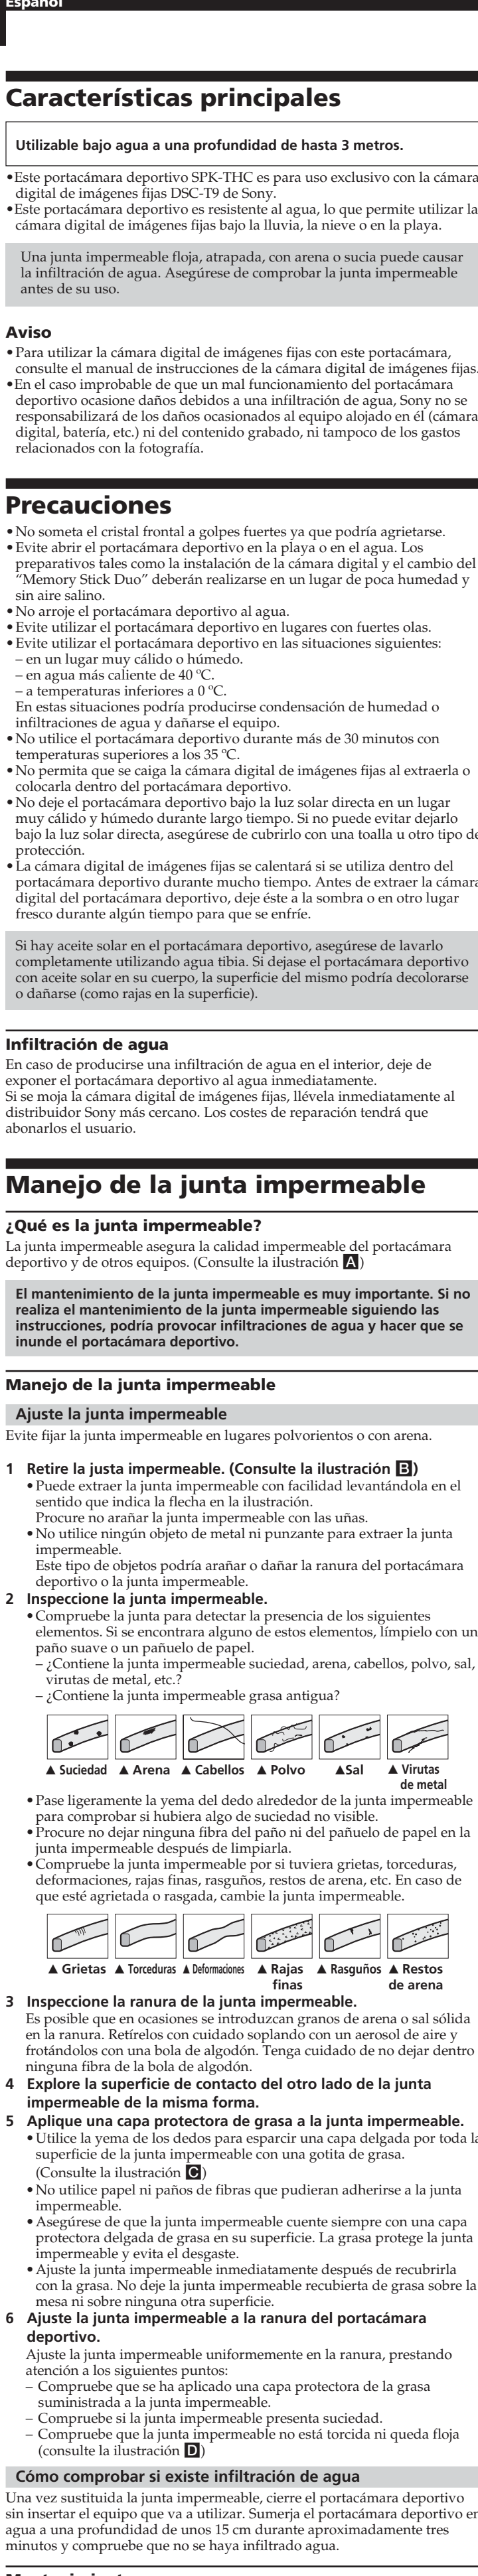 Español
Características principales
Utilizable bajo agua a una profundidad de hasta 3 metros.
•Este portacámara deportivo SPK-THC es para uso exclusivo con la cámara
digital de imágenes fijas DSC-T9 de Sony.
•Este portacámara deportivo es resistente al agua, lo que permite utilizar la
cámara digital de imágenes fijas bajo la lluvia, la nieve o en la playa.
Una junta impermeable floja, atrapada, con arena o sucia puede causar
la infiltración de agua. Asegúrese de comprobar la junta impermeable
antes de su uso.
Aviso
•Para utilizar la cámara digital de imágenes fijas con este portacámara,
consulte el manual de instrucciones de la cámara digital de imágenes fijas.
•En el caso improbable de que un mal funcionamiento del portacámara
deportivo ocasione daños debidos a una infiltración de agua, Sony no se
responsabilizará de los daños ocasionados al equipo alojado en él (cámara
digital, batería, etc.) ni del contenido grabado, ni tampoco de los gastos
relacionados con la fotografía.
Precauciones
•No someta el cristal frontal a golpes fuertes ya que podría agrietarse.
•Evite abrir el portacámara deportivo en la playa o en el agua. Los
preparativos tales como la instalación de la cámara digital y el cambio del
“Memory Stick Duo” deberán realizarse en un lugar de poca humedad y
sin aire salino.
•No arroje el portacámara deportivo al agua.
•Evite utilizar el portacámara deportivo en lugares con fuertes olas.
•Evite utilizar el portacámara deportivo en las situaciones siguientes:
– en un lugar muy cálido o húmedo.
– en agua más caliente de 40 ºC.
– a temperaturas inferiores a 0 ºC.
En estas situaciones podría producirse condensación de humedad o
infiltraciones de agua y dañarse el equipo.
•No utilice el portacámara deportivo durante más de 30 minutos con
temperaturas superiores a los 35 ºC.
•No permita que se caiga la cámara digital de imágenes fijas al extraerla o
colocarla dentro del portacámara deportivo.
•No deje el portacámara deportivo bajo la luz solar directa en un lugar
muy cálido y húmedo durante largo tiempo. Si no puede evitar dejarlo
bajo la luz solar directa, asegúrese de cubrirlo con una toalla u otro tipo de
protección.
•La cámara digital de imágenes fijas se calentará si se utiliza dentro del
portacámara deportivo durante mucho tiempo. Antes de extraer la cámara
digital del portacámara deportivo, deje éste a la sombra o en otro lugar
fresco durante algún tiempo para que se enfríe.
Si hay aceite solar en el portacámara deportivo, asegúrese de lavarlo
completamente utilizando agua tibia. Si dejase el portacámara deportivo
con aceite solar en su cuerpo, la superficie del mismo podría decolorarse
o dañarse (como rajas en la superficie).
Infiltración de agua
En caso de producirse una infiltración de agua en el interior, deje de
exponer el portacámara deportivo al agua inmediatamente.
Si se moja la cámara digital de imágenes fijas, llévela inmediatamente al
distribuidor Sony más cercano. Los costes de reparación tendrá que
abonarlos el usuario.
Manejo de la junta impermeable
¿Qué es la junta impermeable?
La junta impermeable asegura la calidad impermeable del portacámara
deportivo y de otros equipos. (Consulte la ilustración A)
El mantenimiento de la junta impermeable es muy importante. Si no
realiza el mantenimiento de la junta impermeable siguiendo las
instrucciones, podría provocar infiltraciones de agua y hacer que se
inunde el portacámara deportivo.
Manejo de la junta impermeable
Ajuste la junta impermeable
Evite fijar la junta impermeable en lugares polvorientos o con arena.
1 Retire la justa impermeable. (Consulte la ilustración B)
•Puede extraer la junta impermeable con facilidad levantándola en el
sentido que indica la flecha en la ilustración.
Procure no arañar la junta impermeable con las uñas.
•No utilice ningún objeto de metal ni punzante para extraer la junta
impermeable.
Este tipo de objetos podría arañar o dañar la ranura del portacámara
deportivo o la junta impermeable.
2 Inspeccione la junta impermeable.
•Compruebe la junta para detectar la presencia de los siguientes
elementos. Si se encontrara alguno de estos elementos, límpielo con un
paño suave o un pañuelo de papel.
– ¿Contiene la junta impermeable suciedad, arena, cabellos, polvo, sal,
virutas de metal, etc.?
– ¿Contiene la junta impermeable grasa antigua?
▲ Suciedad ▲ Arena ▲ Cabellos ▲ Polvo ▲Sal ▲ Virutas
de metal
•Pase ligeramente la yema del dedo alrededor de la junta impermeable
para comprobar si hubiera algo de suciedad no visible.
•Procure no dejar ninguna fibra del paño ni del pañuelo de papel en la
junta impermeable después de limpiarla.
•Compruebe la junta impermeable por si tuviera grietas, torceduras,
deformaciones, rajas finas, rasguños, restos de arena, etc. En caso de
que esté agrietada o rasgada, cambie la junta impermeable.
▲ Grietas ▲ Torceduras ▲ Deformaciones ▲ Rajas ▲ Rasguños ▲ Restos
finas de arena
3 Inspeccione la ranura de la junta impermeable.
Es posible que en ocasiones se introduzcan granos de arena o sal sólida
en la ranura. Retírelos con cuidado soplando con un aerosol de aire y
frotándolos con una bola de algodón. Tenga cuidado de no dejar dentro
ninguna fibra de la bola de algodón.
4 Explore la superficie de contacto del otro lado de la junta
impermeable de la misma forma.
5 Aplique una capa protectora de grasa a la junta impermeable.
•Utilice la yema de los dedos para esparcir una capa delgada por toda la
superficie de la junta impermeable con una gotita de grasa.
(Consulte la ilustración C)
•No utilice papel ni paños de fibras que pudieran adherirse a la junta
impermeable.
•Asegúrese de que la junta impermeable cuente siempre con una capa
protectora delgada de grasa en su superficie. La grasa protege la junta
impermeable y evita el desgaste.
•Ajuste la junta impermeable inmediatamente después de recubrirla
con la grasa. No deje la junta impermeable recubierta de grasa sobre la
mesa ni sobre ninguna otra superficie.
6 Ajuste la junta impermeable a la ranura del portacámara
deportivo.
Ajuste la junta impermeable uniformemente en la ranura, prestando
atención a los siguientes puntos:
– Compruebe que se ha aplicado una capa protectora de la grasa
suministrada a la junta impermeable.
– Compruebe si la junta impermeable presenta suciedad.
– Compruebe que la junta impermeable no está torcida ni queda floja
(consulte la ilustración D)
Cómo comprobar si existe infiltración de agua
Una vez sustituida la junta impermeable, cierre el portacámara deportivo
sin insertar el equipo que va a utilizar. Sumerja el portacámara deportivo en
agua a una profundidad de unos 15 cm durante aproximadamente tres
minutos y compruebe que no se haya infiltrado agua.